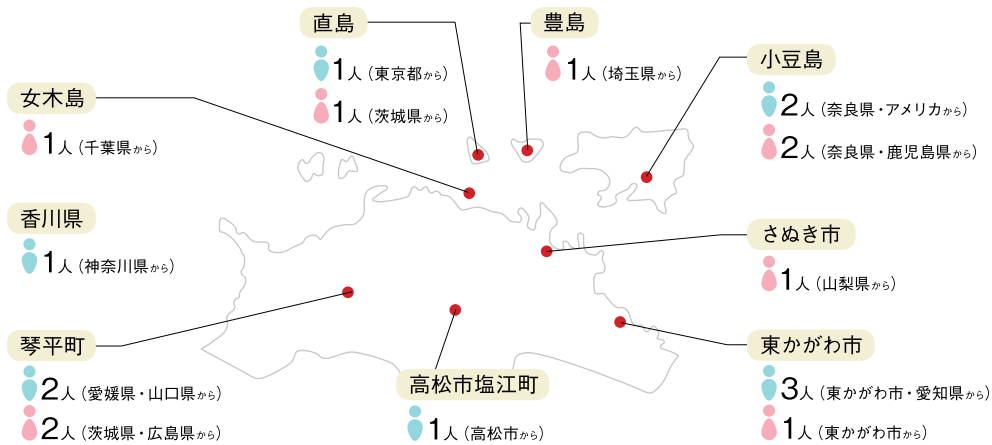 直島
1人（東京都から）
1人（茨城県から）
豊島
1人（埼玉県から）
小豆島
2人（奈良県・アメリカから）
2人（奈良県・鹿児島県から）
女木島
1人（千葉県から）
香川県
1人（神奈川県から）
さぬき市
1人（山梨県から）
琴平町
2人（愛媛県・山口県から）
2人（茨城県・広島県から）
高松市塩江町
1人（高松市から）
東かがわ市
3人（東かがわ市・愛知県から）
1人（東かがわ市から）